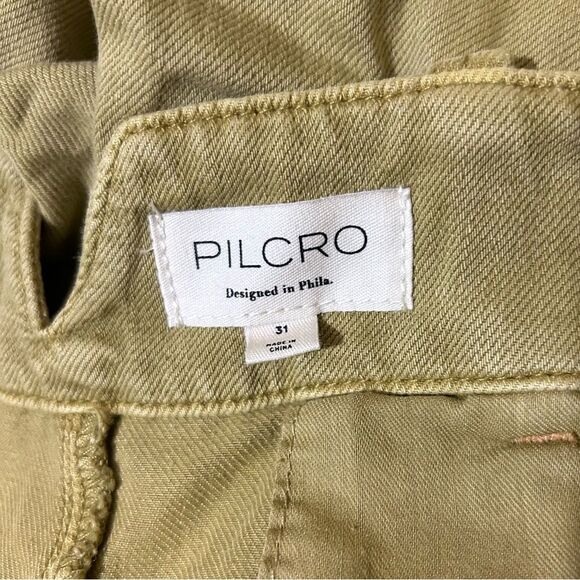 PILCRO
Designed in Phila.
31
MADE IN
CHINA